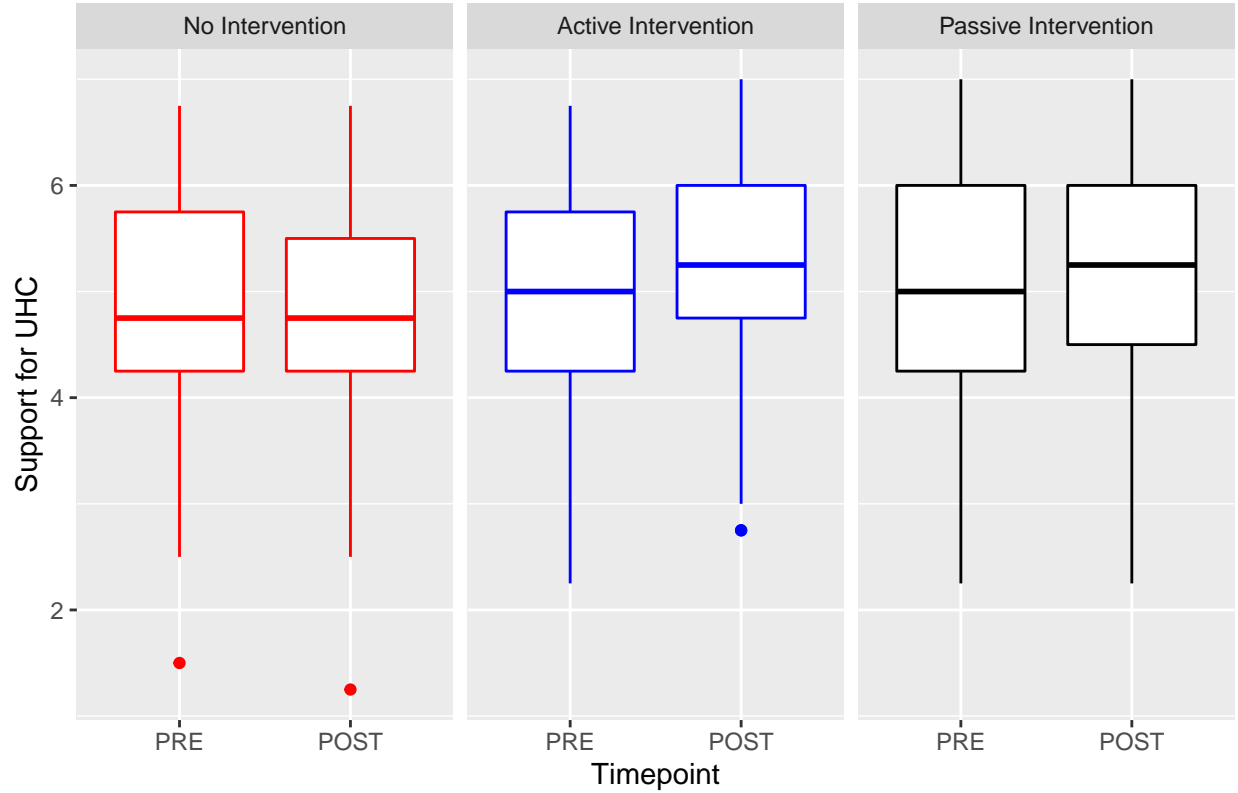 No Intervention
Active Intervention
Passive Intervention
Support for UHC
6
4
2
PRE
POST
PRE
POST
PRE
POST
Timepoint